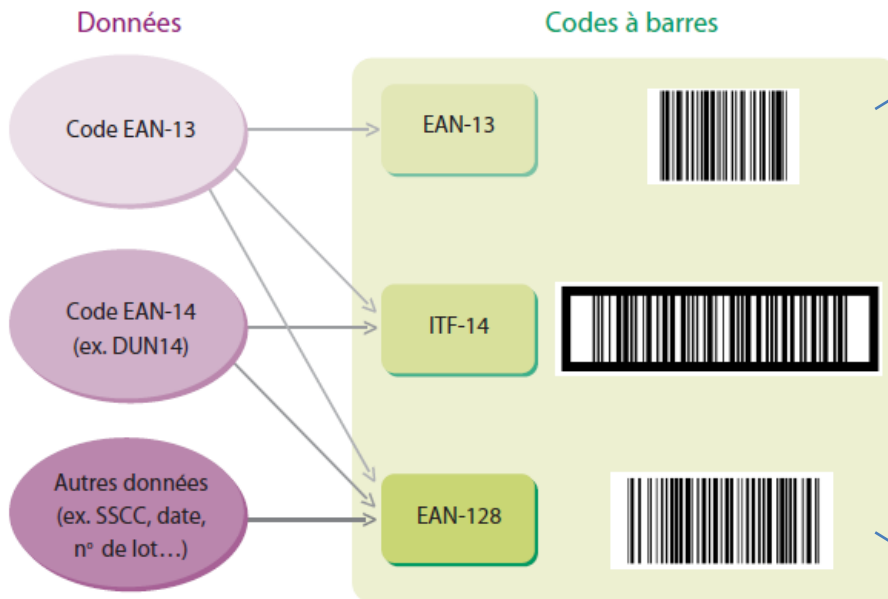 Données
Codes à barres
Code EAN-13
EAN-13
Code EAN-14
(ex. DUN14)
ITF-14
Autres données
(ex. SSCC, date,
n° de lot…)
EAN-128